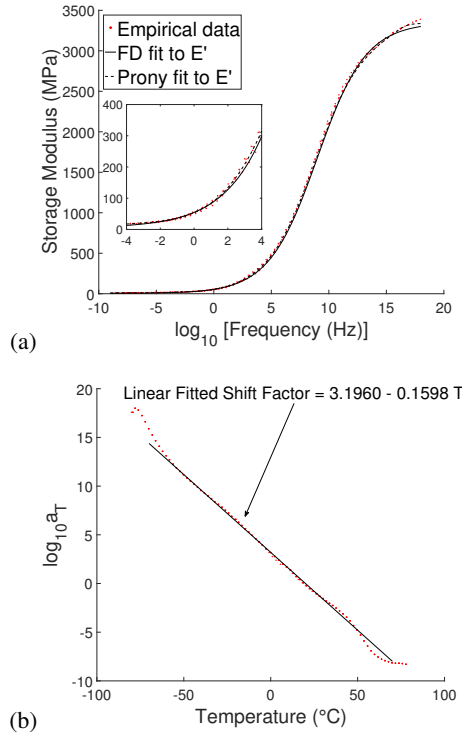 3500
3000
2500
2000
1500
1000
500
0
Storage Modulus (MPa)
Empirical data
FD fit to E'
Prony fit to E'
400
300
200
100
0
-4 -2 0 2 4
-10 -5 0 5 10 15 20
log10 [Frequency (Hz)]
(a)
20
15
10
5
0
-5
-10
log10aT
Linear Fitted Shift Factor = 3.1960 - 0.1598 T
-100 -50 0 50 100
Temperature (°C)
(b)